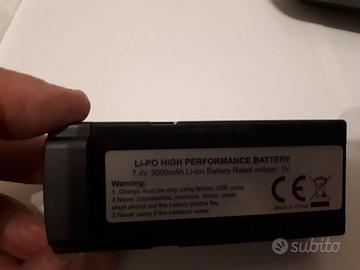 LI-PO HIGH PERFORMANCE BATTERY
7.4V 3000mAh Li-ion Battery Rated voltage: 5V
Warning:
1. Charge must be only using factory USB cable
2.Never disassemble, puncture, shock, crash,
short and/or put the battery into the fire.
3. Never using if the battery in water.
Made in China
subito